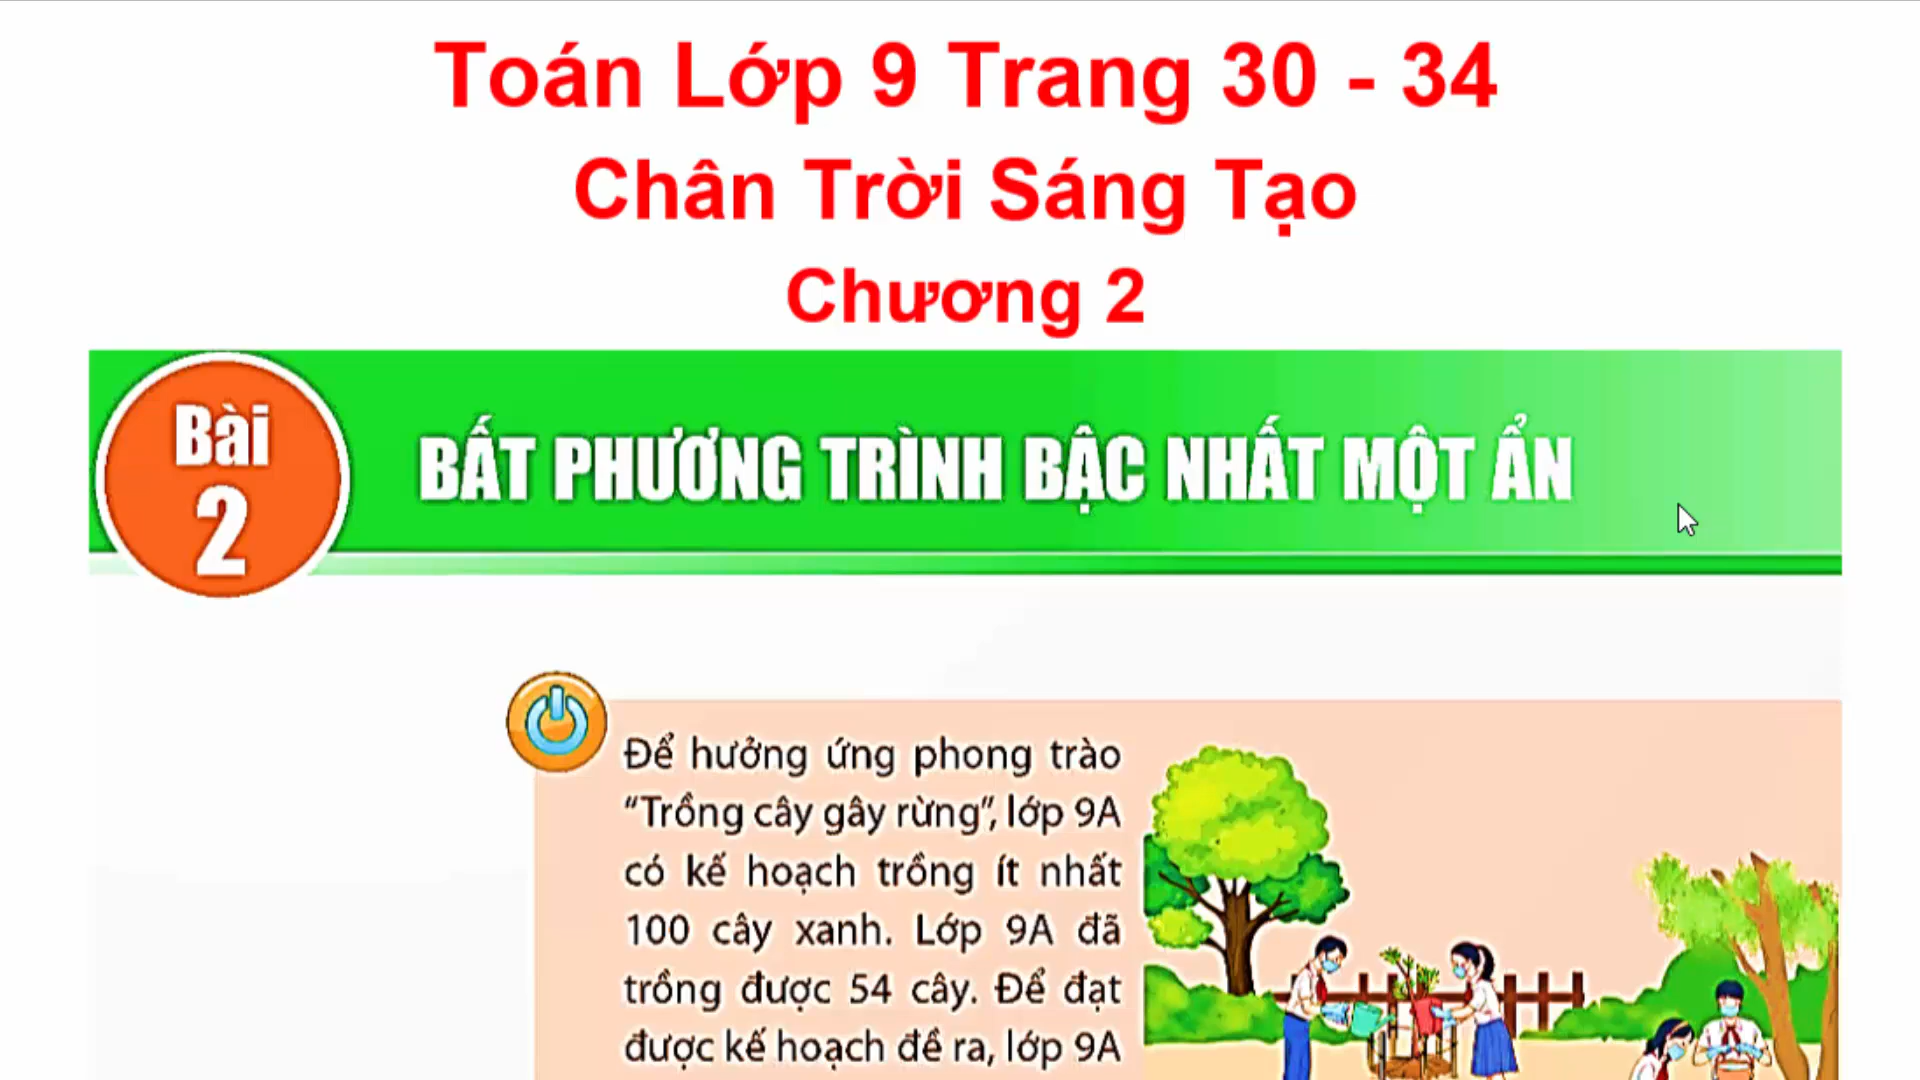 Toán Lớp 9 Trang 30 - 34
Chân Trời Sáng Tạo
Chương 2
Bài
2
BẤT PHƯƠNG TRÌNH BẬC NHẤT MỘT ẨN
Để hưởng ứng phong trào
“Trồng cây gây rừng”, lớp 9A
có kế hoạch trồng ít nhất
100 cây xanh. Lớp 9A đã
trồng được 54 cây. Để đạt
được kế hoạch đề ra, lớp 9A